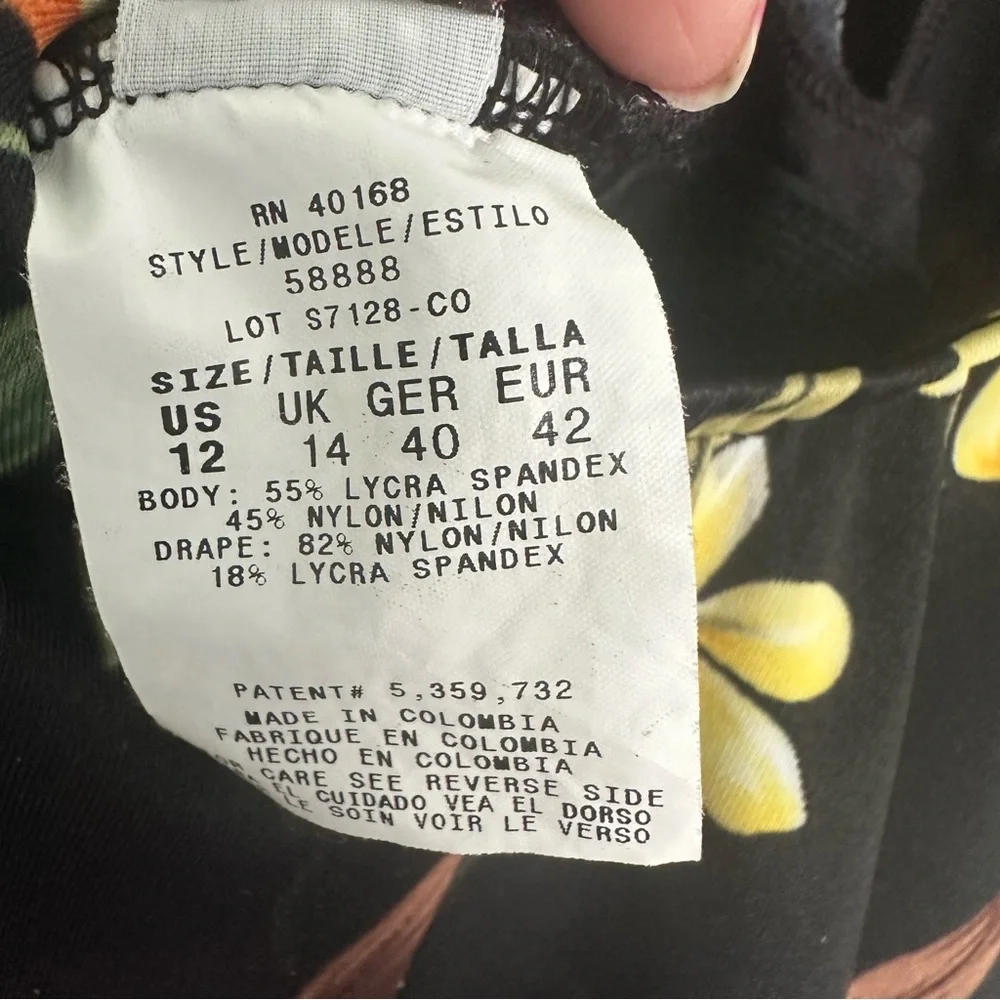 RN 40168
STYLE/MODELE/ESTILO
58888
LOT S7128-CO
SIZE/TAILLE/TALLA
US UK GER EUR
12 14 40 42
BODY: 55% LYCRA SPANDEX
45% NYLON/NILON
DRAPE: 82% NYLON/NILON
18% LYCRA SPANDEX
PATENT# 5,359,732
MADE IN COLOMBIA
FABRIQUE EN COLOMBIA
HECHO EN COLOMBIA
CARE SEE REVERSE SIDE
EL CUIDADO VEA EL DORSO
LE SOIN VOIR LE VERSO